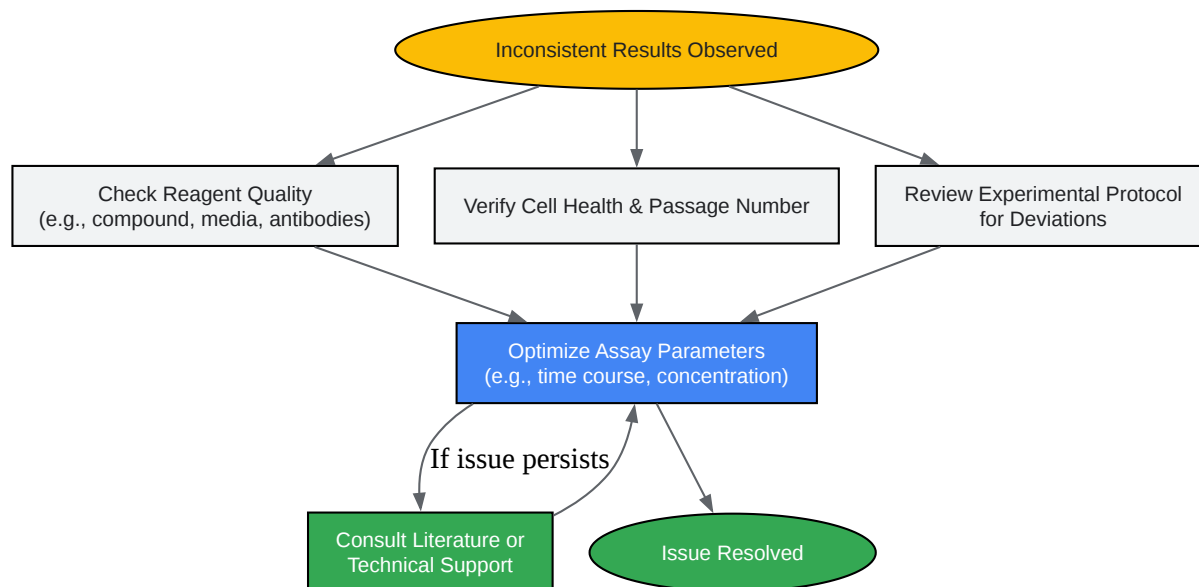 Inconsistent Results Observed
Check Reagent Quality
(e.g., compound, media, antibodies)
Verify Cell Health & Passage Number
Review Experimental Protocol
for Deviations
Optimize Assay Parameters
(e.g., time course, concentration)
If issue persists
Consult Literature or
Technical Support
Issue Resolved